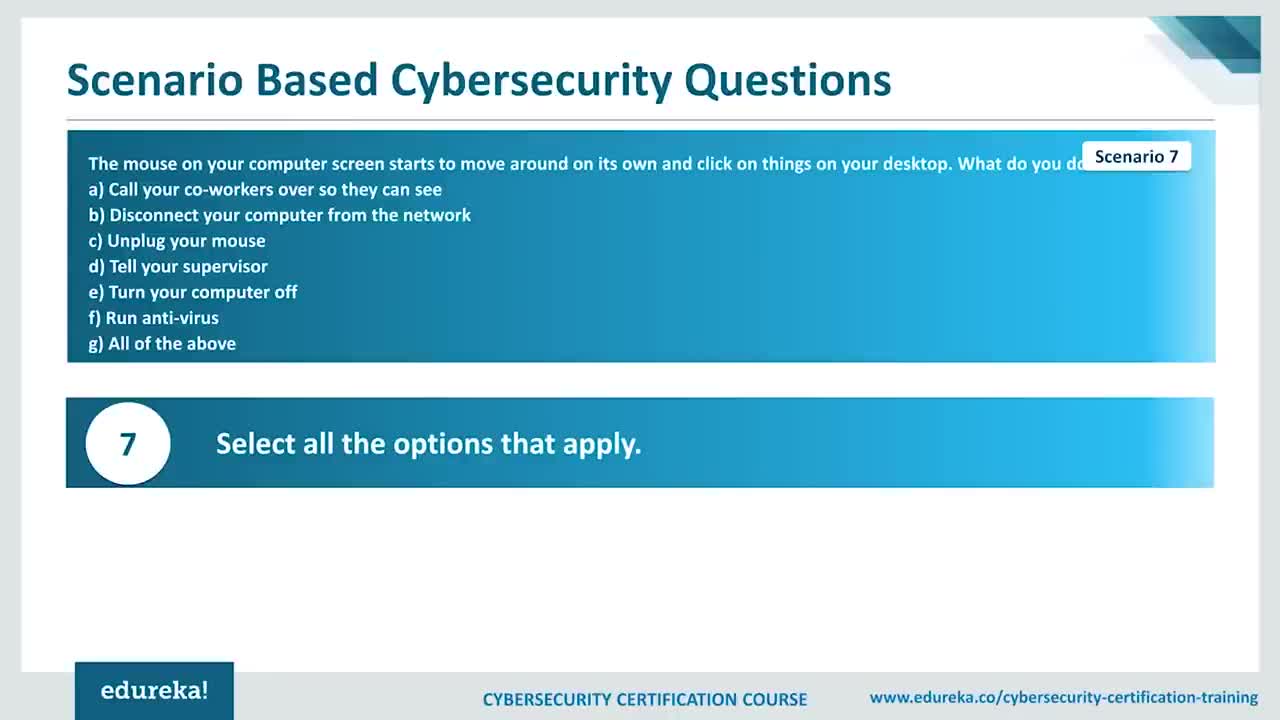 Scenario Based Cybersecurity Questions
The mouse on your computer screen starts to move around on its own and click on things on your desktop. What do you do
Scenario 7
a) Call your co-workers over so they can see
b) Disconnect your computer from the network
c) Unplug your mouse
d) Tell your supervisor
e) Turn your computer off
f) Run anti-virus
g) All of the above
7
Select all the options that apply.
edureka!
CYBERSECURITY CERTIFICATION COURSE
www.edureka.co/cybersecurity-certification-training